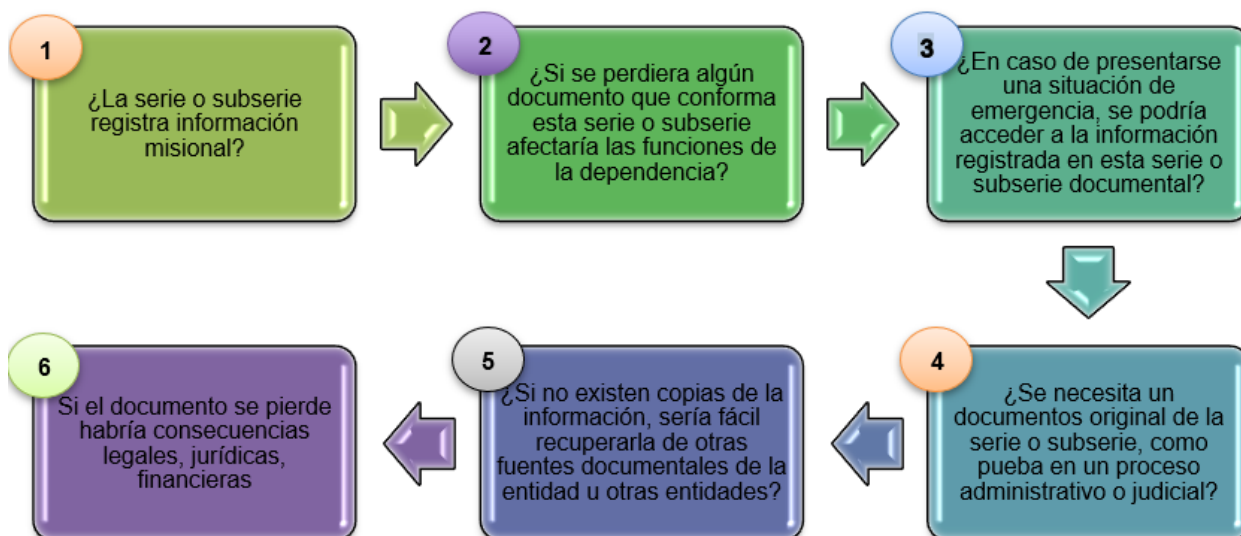 1
¿La serie o subserie
registra información
misional?
2
¿Si se perdiera algún
documento que conforma
esta serie o subserie
afectaría las funciones de
la dependencia?
3
¿En caso de presentarse
una situación de
emergencia, se podría
acceder a la información
registrada en esta serie o
subserie documental?
4
¿Se necesita un
documentos original de la
serie o subserie, como
pueba en un proceso
administrativo o judicial?
5
¿Si no existen copias de la
información, sería fácil
recuperarla de otras
fuentes documentales de la
entidad u otras entidades?
6
Si el documento se pierde
habría consecuencias
legales, jurídicas,
financieras